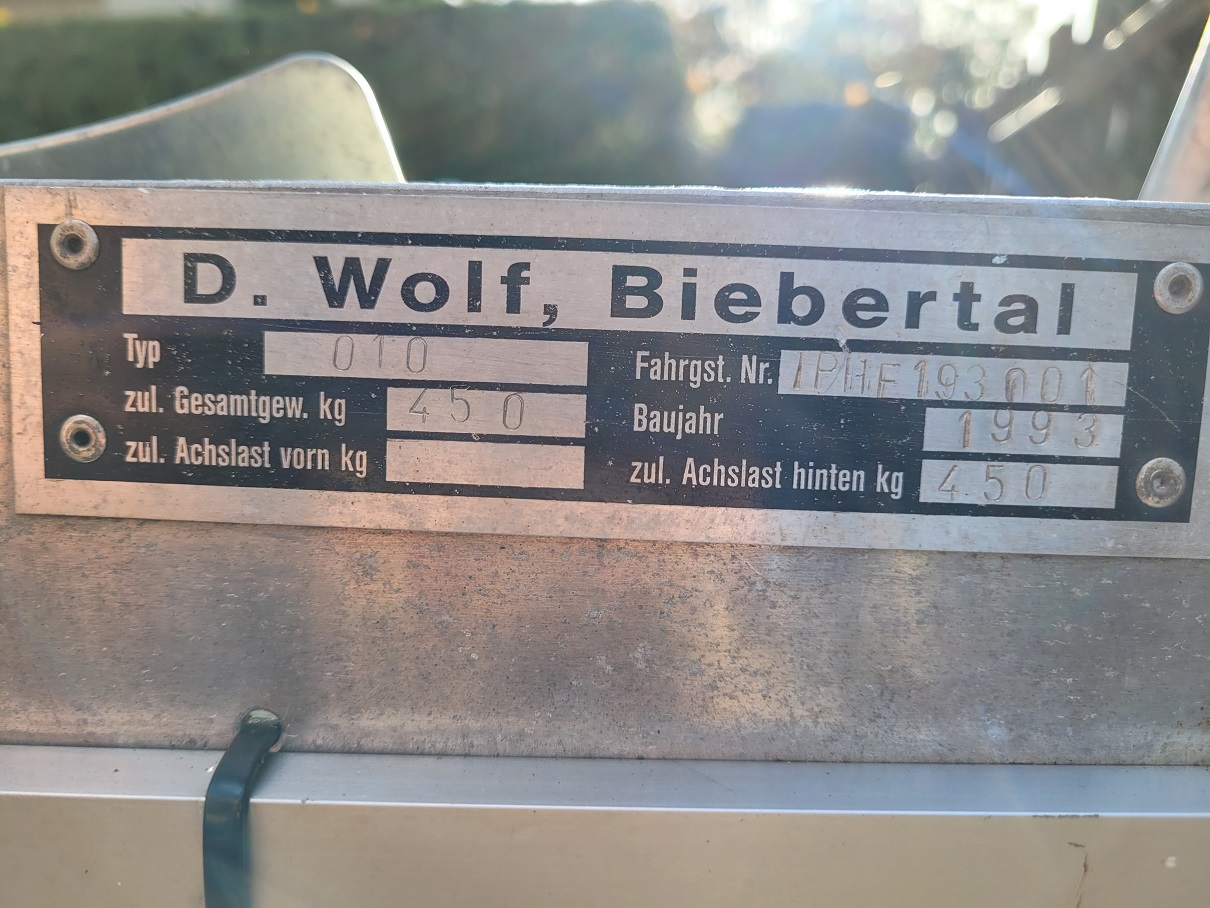 D. Wolf, Biebertal
Typ 010
Fahrgst. Nr. IPHF193001
zul. Gesamtgew. kg 450
Baujahr 1993
zul. Achslast vorn kg
zul. Achslast hinten kg 450